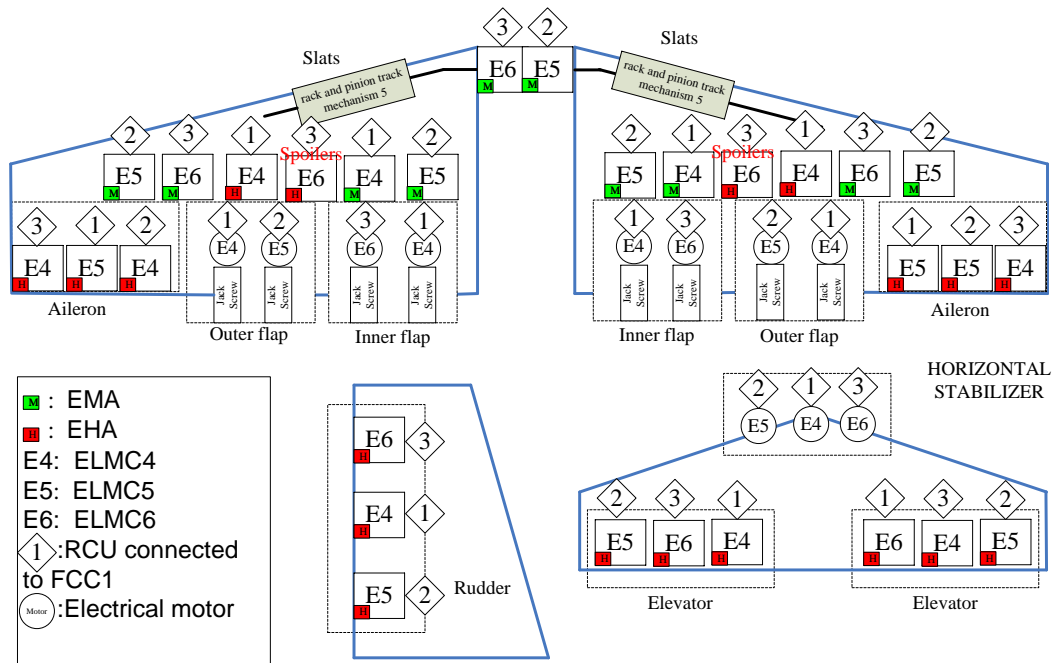 3 2
Slats Slats
E6 E5
M M
rack and pinion track
mechanism 5
rack and pinion track
mechanism 5
2 3 1 3 1 2
Spoilers
E5 E6 E4 E6 E4 E5
M M H H M M
2 1 3 1 3 2
Spoilers
E5 E4 E6 E4 E6 E5
M M H H M M
3 1 2
E4 E5 E4
H H H
Aileron
1 2
E4 E5
Jack
Screw
Jack
Screw
Outer flap
3 1
E6 E4
Jack
Screw
Jack
Screw
Inner flap
1 3
E4 E6
Jack
Screw
Jack
Screw
Inner flap
2 1
E5 E4
Jack
Screw
Jack
Screw
Outer flap
1 2 3
E5 E5 E4
H H H
Aileron
M : EMA
H : EHA
E4: ELMC4
E5: ELMC5
E6: ELMC6
1 :RCU connected
to FCC1
Motor :Electrical motor
E6 3
H
E4 1
H
E5 2
H
Rudder
HORIZONTAL
STABILIZER
2 1 3
E5 E4 E6
2 3 1
E5 E6 E4
H H H
Elevator
1 3 2
E6 E4 E5
H H H
Elevator